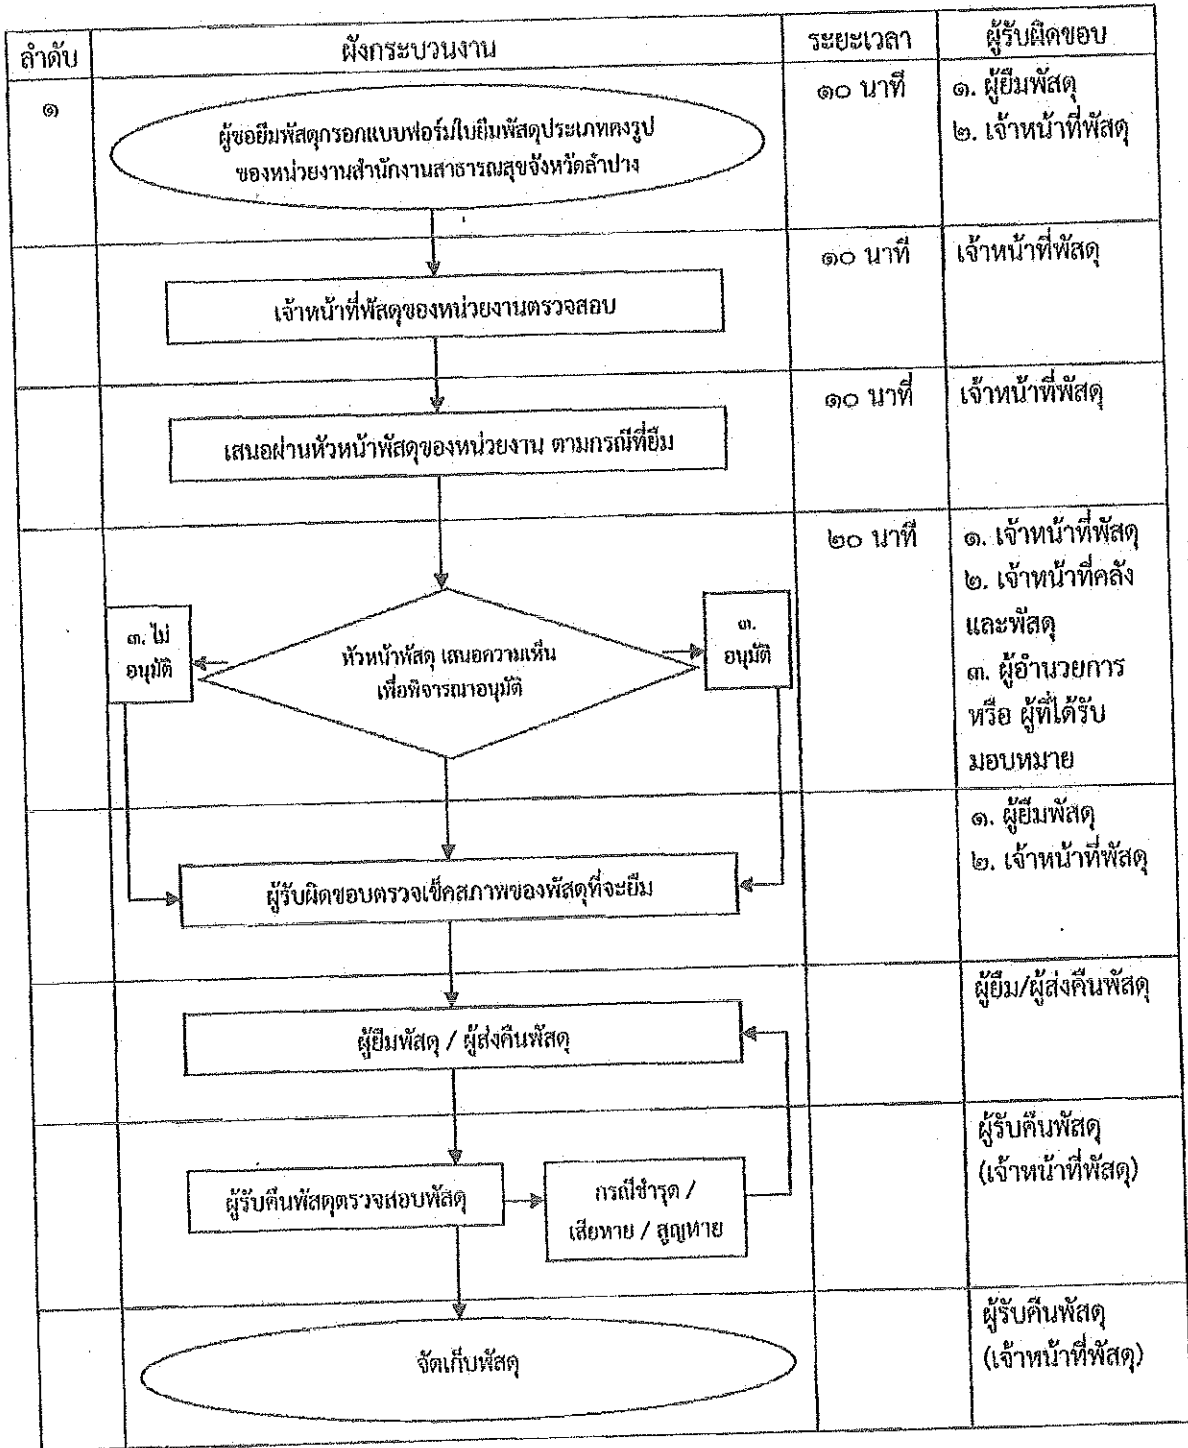 ลำดับ
ผังกระบวนงาน
ระยะเวลา
ผู้รับผิดชอบ
๑
ผู้ขอยืมพัสดุกรอกแบบฟอร์มใบยืมพัสดุประเภทคงรูป
ของหน่วยงานสำนักงานสาธารณสุขจังหวัดลำปาง
๑๐ นาที
๑. ผู้ยืมพัสดุ
๒. เจ้าหน้าที่พัสดุ
เจ้าหน้าที่พัสดุของหน่วยงานตรวจสอบ
๑๐ นาที
เจ้าหน้าที่พัสดุ
เสนอผ่านหัวหน้าพัสดุของหน่วยงาน ตามกรณีที่ยืม
๑๐ นาที
เจ้าหน้าที่พัสดุ
๓. ไม่
อนุมัติ
หัวหน้าพัสดุ เสนอความเห็น
เพื่อพิจารณาอนุมัติ
๓.
อนุมัติ
๒๐ นาที
๑. เจ้าหน้าที่พัสดุ
๒. เจ้าหน้าที่คลัง
และพัสดุ
๓. ผู้อำนวยการ
หรือ ผู้ที่ได้รับ
มอบหมาย
ผู้รับผิดชอบตรวจเช็คสภาพของพัสดุที่จะยืม
๑. ผู้ยืมพัสดุ
๒. เจ้าหน้าที่พัสดุ
ผู้ยืมพัสดุ / ผู้ส่งคืนพัสดุ
ผู้ยืม/ผู้ส่งคืนพัสดุ
ผู้รับคืนพัสดุตรวจสอบพัสดุ
กรณีชำรุด /
เสียหาย / สูญหาย
ผู้รับคืนพัสดุ
(เจ้าหน้าที่พัสดุ)
จัดเก็บพัสดุ
ผู้รับคืนพัสดุ
(เจ้าหน้าที่พัสดุ)